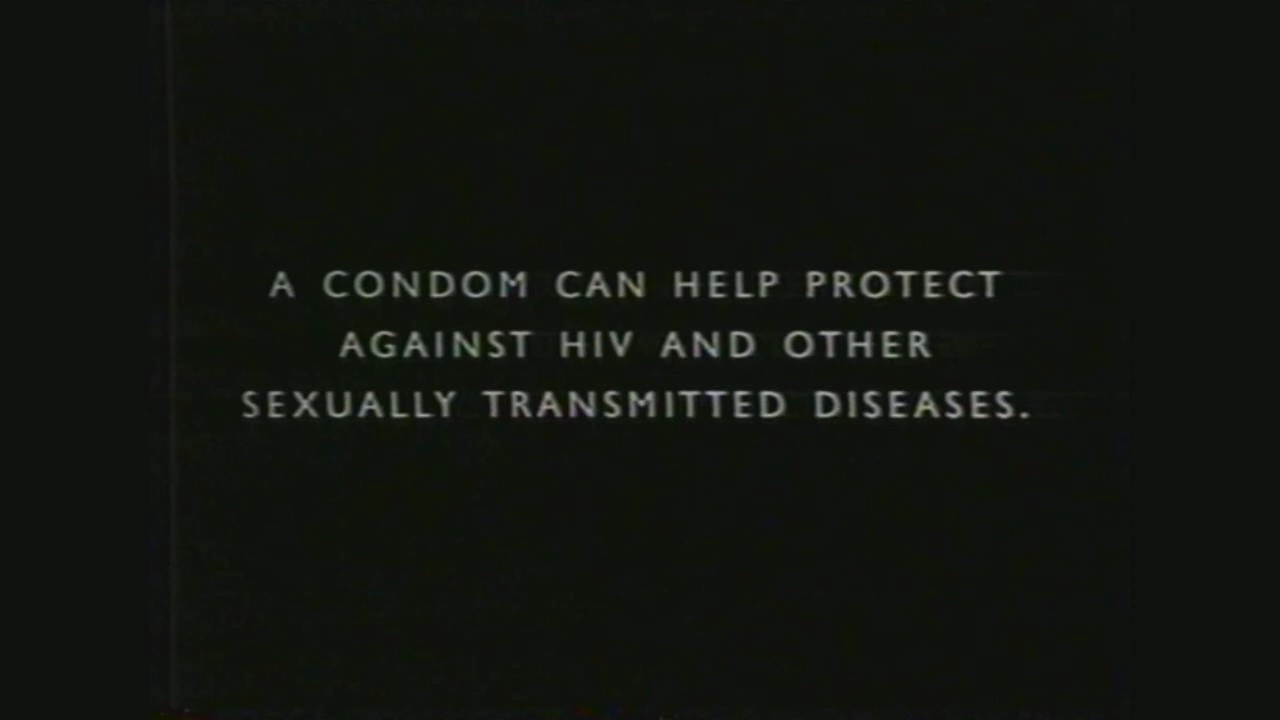 A CONDOM CAN HELP PROTECT
AGAINST HIV AND OTHER
SEXUALLY TRANSMITTED DISEASES.